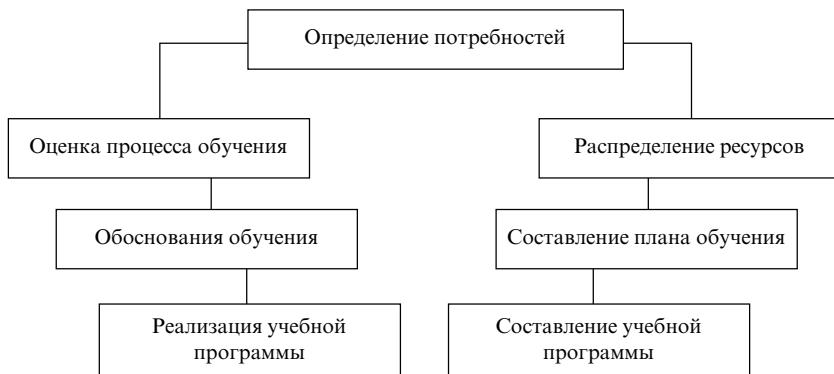 Определение потребностей
Оценка процесса обучения
Распределение ресурсов
Обоснования обучения
Составление плана обучения
Реализация учебной
программы
Составление учебной
программы